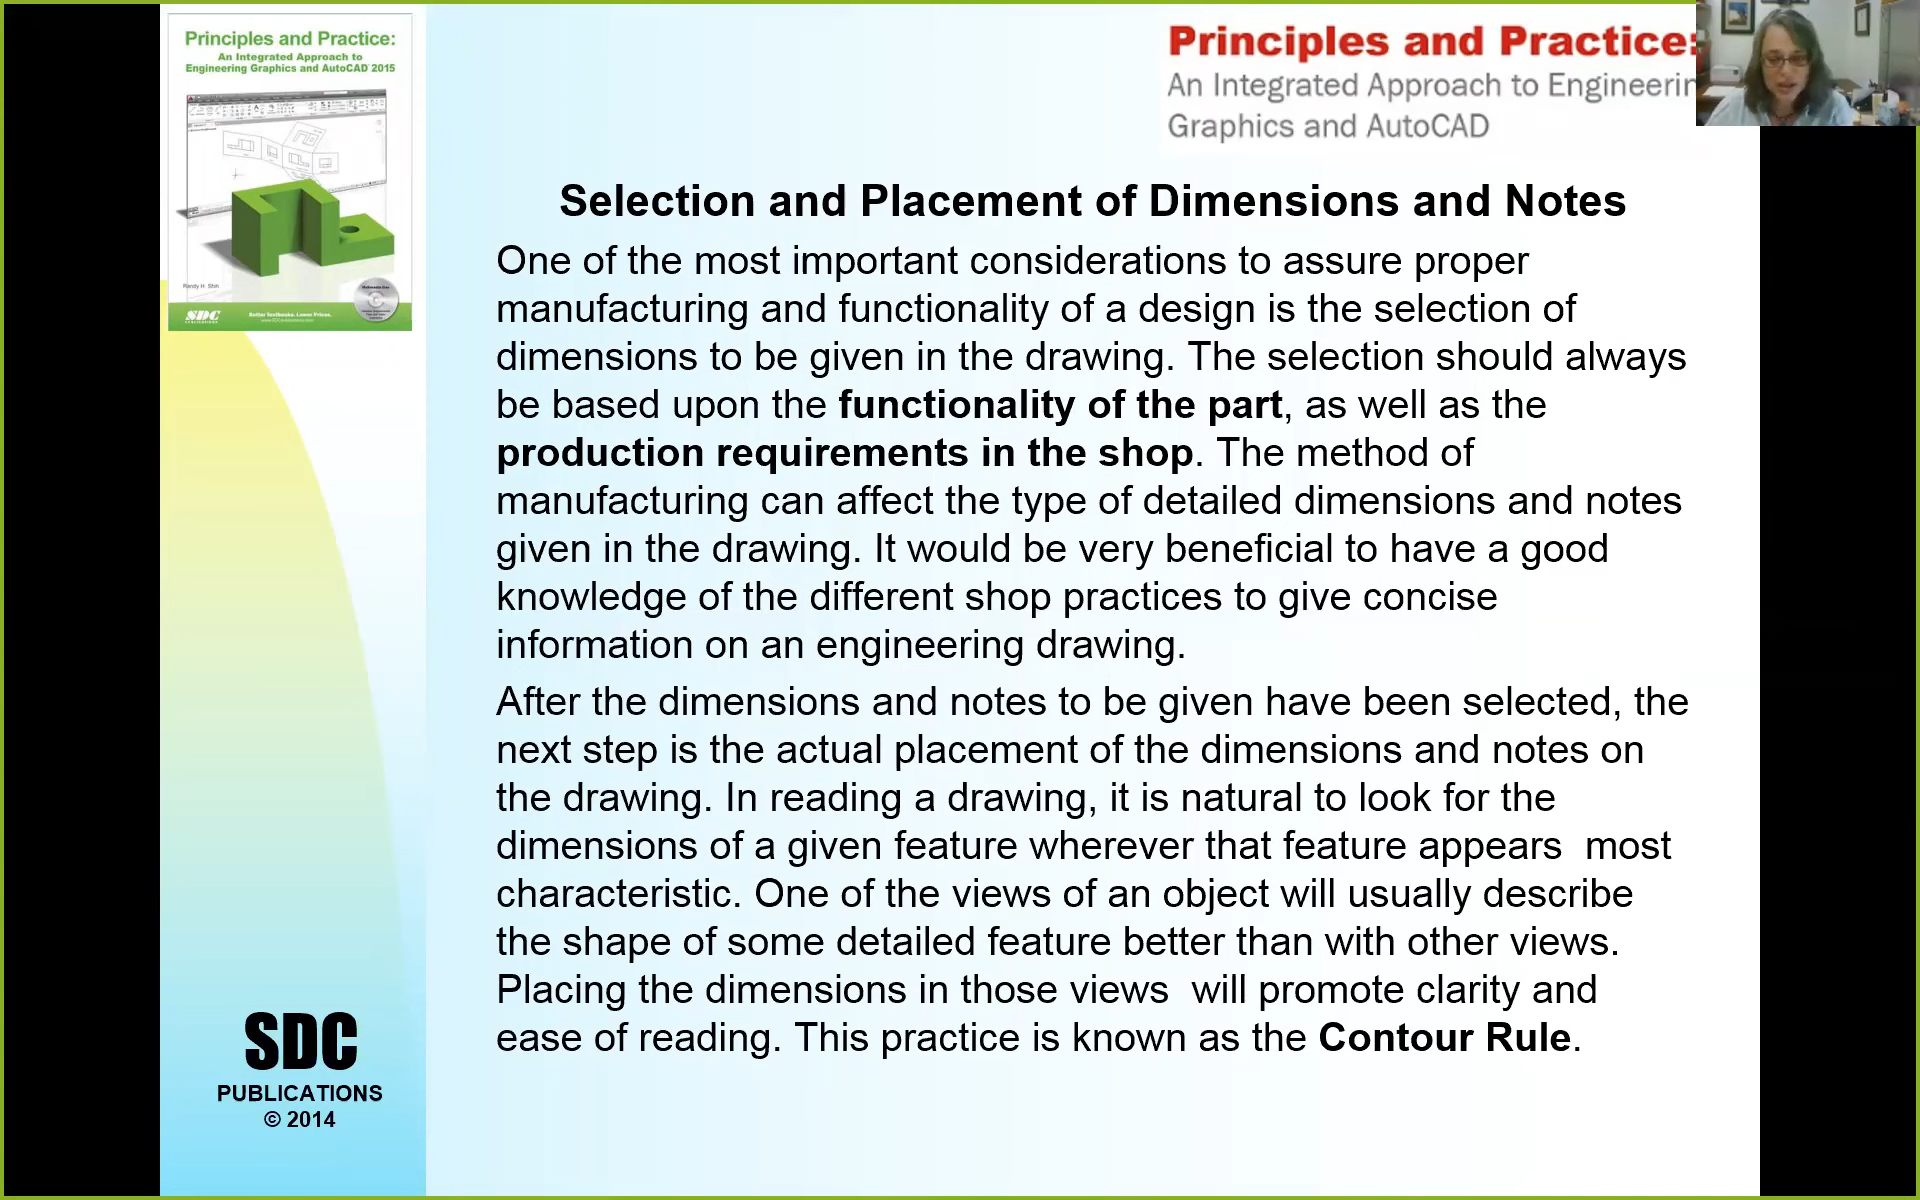 Principles and Practice:
An Integrated Approach to
Engineering Graphics and AutoCAD 2015
Randy H. Shih
SDC
PUBLICATIONS
Better Textbooks. Lower Prices.
Principles and Practice:
An Integrated Approach to Engineerin
Graphics and AutoCAD
Selection and Placement of Dimensions and Notes
One of the most important considerations to assure proper
manufacturing and functionality of a design is the selection of
dimensions to be given in the drawing. The selection should always
be based upon the functionality of the part, as well as the
production requirements in the shop. The method of
manufacturing can affect the type of detailed dimensions and notes
given in the drawing. It would be very beneficial to have a good
knowledge of the different shop practices to give concise
information on an engineering drawing.
After the dimensions and notes to be given have been selected, the
next step is the actual placement of the dimensions and notes on
the drawing. In reading a drawing, it is natural to look for the
dimensions of a given feature wherever that feature appears  most
characteristic. One of the views of an object will usually describe
the shape of some detailed feature better than with other views.
Placing the dimensions in those views  will promote clarity and
ease of reading. This practice is known as the Contour Rule.
SDC
PUBLICATIONS
© 2014